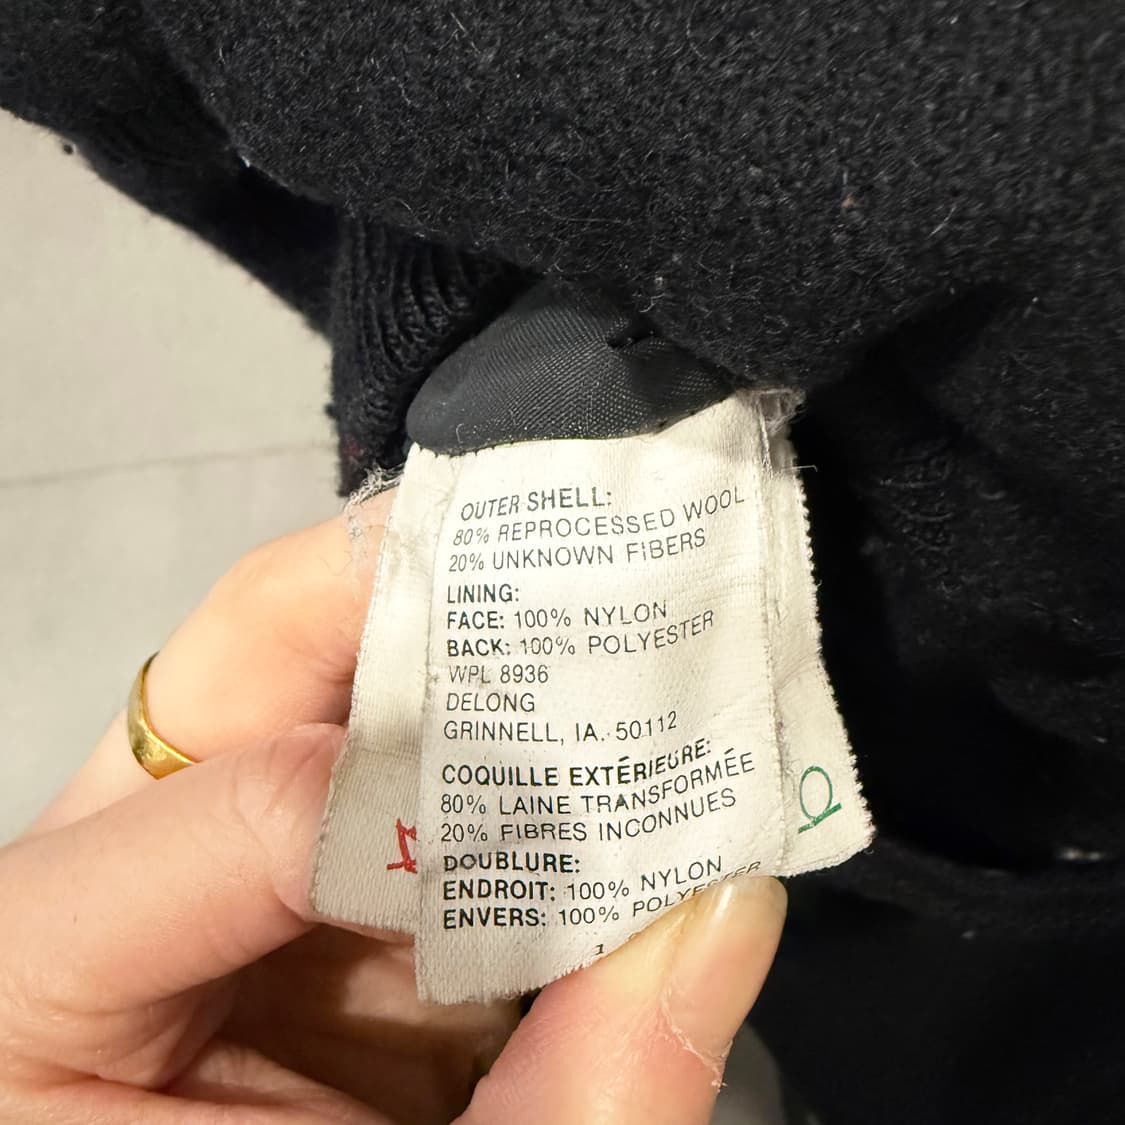 OUTER SHELL:
80% REPROCESSED WOOL
20% UNKNOWN FIBERS
LINING:
FACE: 100% NYLON
BACK: 100% POLYESTER
WPL 8936
DELONG
GRINNELL, IA. 50112
COQUILLE EXTÉRIEURE:
80% LAINE TRANSFORMÉE
20% FIBRES INCONNUES
DOUBLURE:
ENDROIT: 100% NYLON
ENVERS: 100% POLYESTER
1